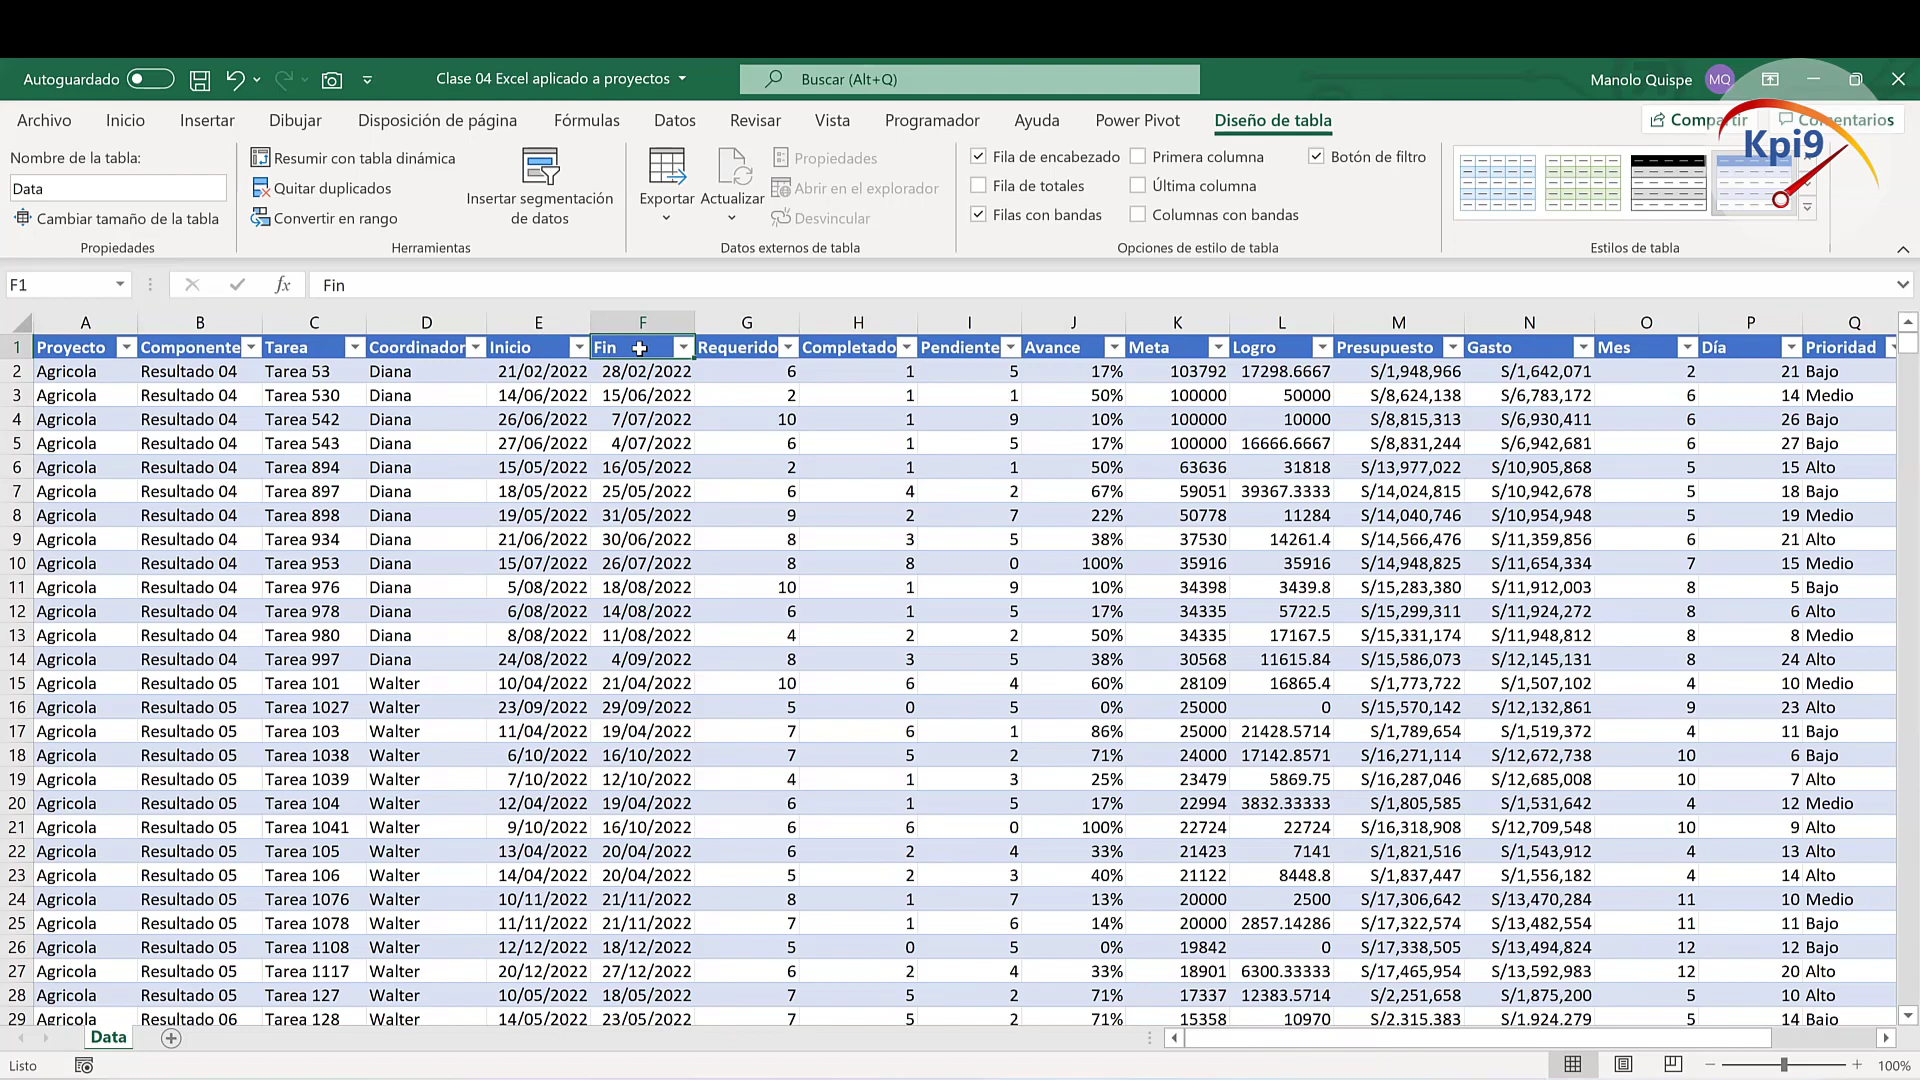 Autoguardado Clase 04 Excel aplicado a proyectos Buscar (Alt+Q) Manolo Quispe MQ
Archivo Inicio Insertar Dibujar Disposición de página Fórmulas Datos Revisar Vista Programador Ayuda Power Pivot Diseño de tabla Compartir Comentarios
Kpi9
Nombre de la tabla: Resumir con tabla dinámica Propiedades Fila de encabezado Primera columna Botón de filtro
Data Quitar duplicados Insertar segmentación de datos Exportar Actualizar Abrir en el explorador Fila de totales Última columna
Cambiar tamaño de la tabla Convertir en rango Desvincular Filas con bandas Columnas con bandas
Propiedades Herramientas Datos externos de tabla Opciones de estilo de tabla Estilos de tabla
F1 fx Fin
A B C D E F G H I J K L M N O P Q
1 Proyecto Componente Tarea Coordinador Inicio Fin Requerido Completado Pendiente Avance Meta Logro Presupuesto Gasto Mes Día Prioridad
2 Agricola Resultado 04 Tarea 53 Diana 21/02/2022 28/02/2022 6 1 5 17% 103792 17298.6667 S/1,948,966 S/1,642,071 2 21 Bajo
3 Agricola Resultado 04 Tarea 530 Diana 14/06/2022 15/06/2022 2 1 1 50% 100000 50000 S/8,624,138 S/6,783,172 6 14 Medio
4 Agricola Resultado 04 Tarea 542 Diana 26/06/2022 7/07/2022 10 1 9 10% 100000 10000 S/8,815,313 S/6,930,411 6 26 Bajo
5 Agricola Resultado 04 Tarea 543 Diana 27/06/2022 4/07/2022 6 1 5 17% 100000 16666.6667 S/8,831,244 S/6,942,681 6 27 Bajo
6 Agricola Resultado 04 Tarea 894 Diana 15/05/2022 16/05/2022 2 1 1 50% 63636 31818 S/13,977,022 S/10,905,868 5 15 Alto
7 Agricola Resultado 04 Tarea 897 Diana 18/05/2022 25/05/2022 6 4 2 67% 59051 39367.3333 S/14,024,815 S/10,942,678 5 18 Bajo
8 Agricola Resultado 04 Tarea 898 Diana 19/05/2022 31/05/2022 9 2 7 22% 50778 11284 S/14,040,746 S/10,954,948 5 19 Medio
9 Agricola Resultado 04 Tarea 934 Diana 21/06/2022 30/06/2022 8 3 5 38% 37530 14261.4 S/14,566,476 S/11,359,856 6 21 Alto
10 Agricola Resultado 04 Tarea 953 Diana 15/07/2022 26/07/2022 8 8 0 100% 35916 35916 S/14,948,825 S/11,654,334 7 15 Medio
11 Agricola Resultado 04 Tarea 976 Diana 5/08/2022 18/08/2022 10 1 9 10% 34398 3439.8 S/15,283,380 S/11,912,003 8 5 Bajo
12 Agricola Resultado 04 Tarea 978 Diana 6/08/2022 14/08/2022 6 1 5 17% 34335 5722.5 S/15,299,311 S/11,924,272 8 6 Alto
13 Agricola Resultado 04 Tarea 980 Diana 8/08/2022 11/08/2022 4 2 2 50% 34335 17167.5 S/15,331,174 S/11,948,812 8 8 Medio
14 Agricola Resultado 04 Tarea 997 Diana 24/08/2022 4/09/2022 8 3 5 38% 30568 11615.84 S/15,586,073 S/12,145,131 8 24 Alto
15 Agricola Resultado 05 Tarea 101 Walter 10/04/2022 21/04/2022 10 6 4 60% 28109 16865.4 S/1,773,722 S/1,507,102 4 10 Medio
16 Agricola Resultado 05 Tarea 1027 Walter 23/09/2022 29/09/2022 5 0 5 0% 25000 0 S/15,570,142 S/12,132,861 9 23 Alto
17 Agricola Resultado 05 Tarea 103 Walter 11/04/2022 19/04/2022 7 6 1 86% 25000 21428.5714 S/1,789,654 S/1,519,372 4 11 Bajo
18 Agricola Resultado 05 Tarea 1038 Walter 6/10/2022 16/10/2022 7 5 2 71% 24000 17142.8571 S/16,271,114 S/12,672,738 10 6 Bajo
19 Agricola Resultado 05 Tarea 1039 Walter 7/10/2022 12/10/2022 4 1 3 25% 23479 5869.75 S/16,287,046 S/12,685,008 10 7 Alto
20 Agricola Resultado 05 Tarea 104 Walter 12/04/2022 19/04/2022 6 1 5 17% 22994 3832.33333 S/1,805,585 S/1,531,642 4 12 Medio
21 Agricola Resultado 05 Tarea 1041 Walter 9/10/2022 16/10/2022 6 6 0 100% 22724 22724 S/16,318,908 S/12,709,548 10 9 Alto
22 Agricola Resultado 05 Tarea 105 Walter 13/04/2022 20/04/2022 6 2 4 33% 21423 7141 S/1,821,516 S/1,543,912 4 13 Alto
23 Agricola Resultado 05 Tarea 106 Walter 14/04/2022 20/04/2022 5 2 3 40% 21122 8448.8 S/1,837,447 S/1,556,182 4 14 Alto
24 Agricola Resultado 05 Tarea 1076 Walter 10/11/2022 21/11/2022 8 1 7 13% 20000 2500 S/17,306,642 S/13,470,284 11 10 Medio
25 Agricola Resultado 05 Tarea 1078 Walter 11/11/2022 21/11/2022 7 1 6 14% 20000 2857.14286 S/17,322,574 S/13,482,554 11 11 Bajo
26 Agricola Resultado 05 Tarea 1108 Walter 12/12/2022 18/12/2022 5 0 5 0% 19842 0 S/17,338,505 S/13,494,824 12 12 Bajo
27 Agricola Resultado 05 Tarea 1117 Walter 20/12/2022 27/12/2022 6 2 4 33% 18901 6300.33333 S/17,465,954 S/13,592,983 12 20 Alto
28 Agricola Resultado 05 Tarea 127 Walter 10/05/2022 18/05/2022 7 5 2 71% 17337 12383.5714 S/2,251,658 S/1,875,200 5 10 Alto
29 Agricola Resultado 06 Tarea 128 Walter 14/05/2022 23/05/2022 7 5 2 71% 15358 10970 S/2,315,383 S/1,924,279 5 14 Bajo
Data
Listo 100%